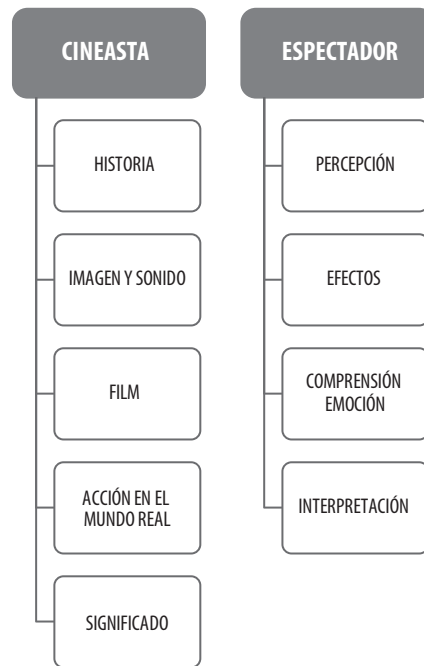 CINEASTA
HISTORIA
IMAGEN Y SONIDO
FILM
ACCIÓN EN EL
MUNDO REAL
SIGNIFICADO
ESPECTADOR
PERCEPCIÓN
EFECTOS
COMPRENSIÓN
EMOCIÓN
INTERPRETACIÓN